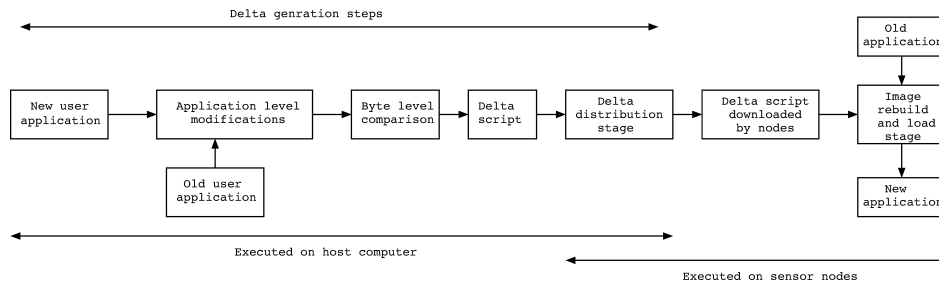 Delta genration steps
Old
application
New user
application
Application level
modifications
Byte level
comparison
Delta
script
Delta
distribution
stage
Delta script
downloaded
by nodes
Image
rebuild
and load
stage
Old user
application
New
application
Executed on host computer
Executed on sensor nodes